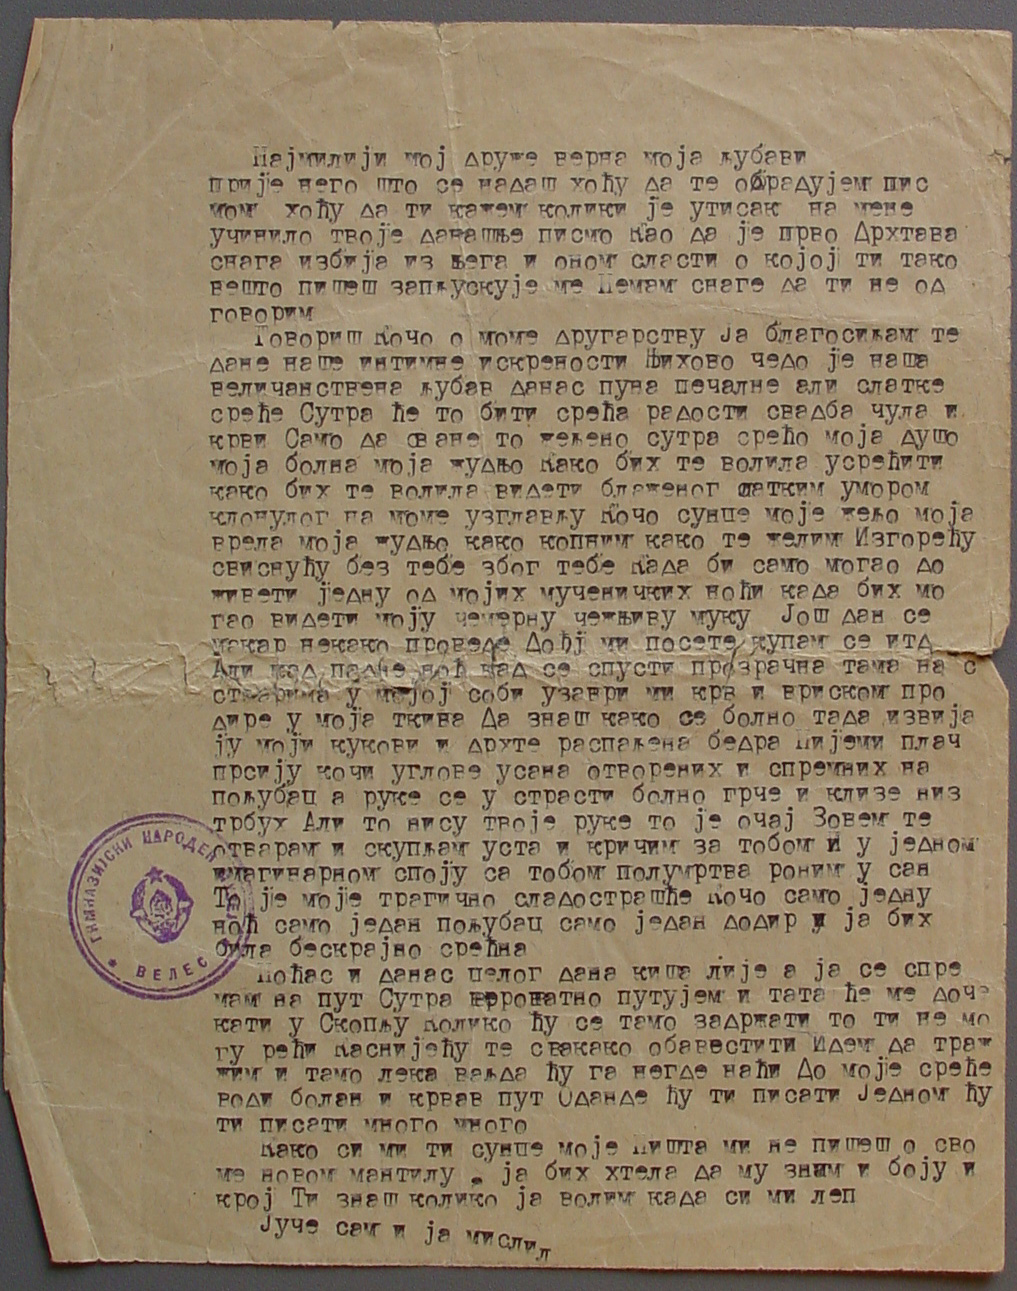 Најмилији мој друже верна моја љубави
прије него што се надаш хоћу да те обрадујем пис
мом хоћу да ти кажем колики је утисак на мене
учинило твоје данашње писмо Као да је прво Дрхтава
снага избија из њега и оном сласти о којој ти тако
вешто пишеш запљускује ме Немам снаге да ти не од
говорим
Говориш Кочо о моме другарству Ја благосиљам те
дане наше интимне искрености Њихово чедо је наша
величанствена љубав данас пуна печалне али слатке
среће Сутра ће то бити срећа радости свадба чула и
крви Само да сване то жељено сутра срећо моја душо
моја болна моја жудњо Како бих те волила усрећити
како бих те волила видети блаженог слатким умором
клонулог на моме узглављу Кочо сунце моје жељо моја
врела моја жудњо како копним како те желим Изгорећу
свиснућу без тебе због тебе Када би само могао до
живети једну од мојих мученичких ноћи када бих мо
гао видети моју чемерну чежњиву муку Још дан се
макар некако проведе Дођј ми посете купам се итд
Али кад падне ноћ кад се спусти прозрачна тама на с
стварима у мојој соби узаври ми крв и вриском про
дире у моја ткива Да знаш како се болно тада извија
ју моји кукови и дрхте распаљена бедра Нијеми плач
прсију кочи углове усана отворених и спремних на
пољубац а руке се у страсти болно грче и клизе низ
трбух Али то нису твоје руке то је очај Зовем те
отварам и скупљам уста и кричим за тобом и у једном
имагинарном споју са тобом полумртва роним у сан
То је моје трагично сладострашће Кочо само једну
ноћ само један пољубац само један додир и ја бих
била бескрајно срећна
Ноћас и данас целог дана киша лије а ја се спре
мам на пут Сутра вероватно путујем и тата ће ме доче
кати у Скопљу Колико ћу се тамо задржати то ти не мо
гу рећи Каснијећу те свакако обавестити Идем да траж
жим и тамо лека ваљда ћу га негде наћи До моје среће
води болан и крвав пут Оданде ћу ти писати Једном ћу
ти писати много много
Како си ми ти сунце моје Ништа ми не пишеш о сво
ме новом мантилу . ја бих хтела да му знам и боју и
крој Ти знаш колико ја волим када си ми леп
Јуче сам и ја мислил
ГИМНАЗИЈСКИ НАРОДЕН
ВЕЛЕС